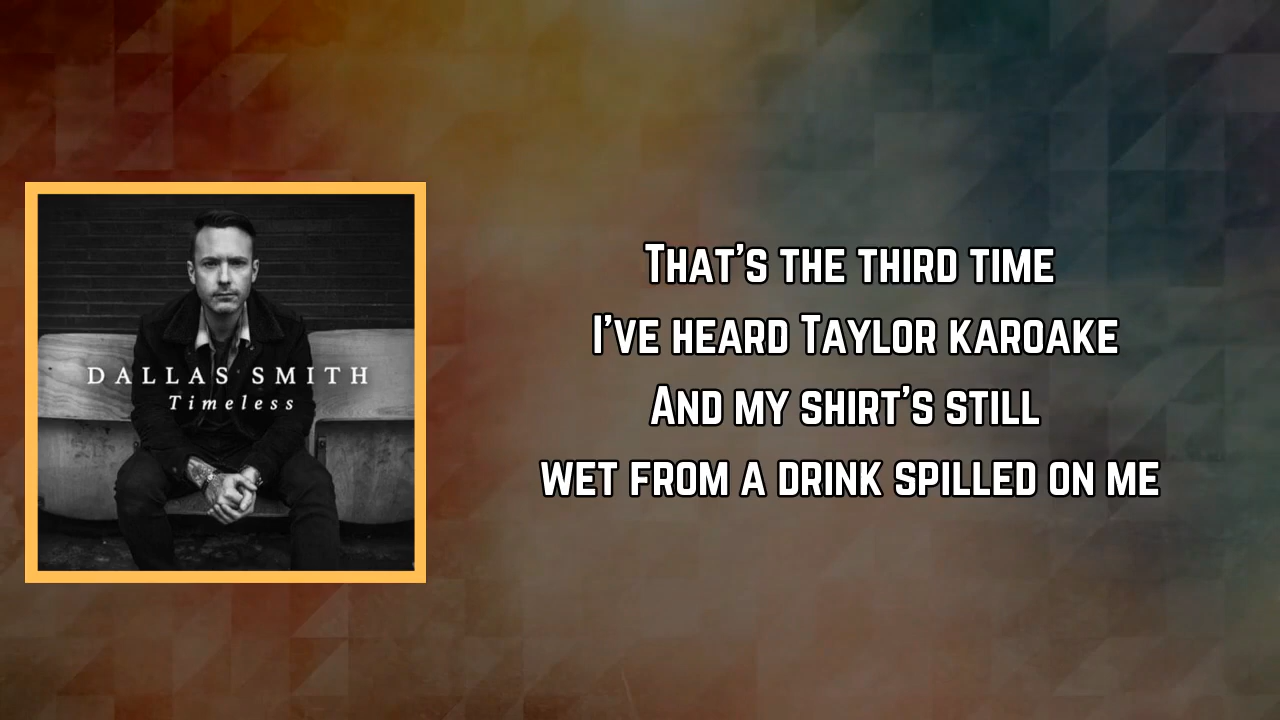 DALLAS SMITH
Timeless
That's the third time
I've heard Taylor karoake
And my shirt's still
wet from a drink spilled on me